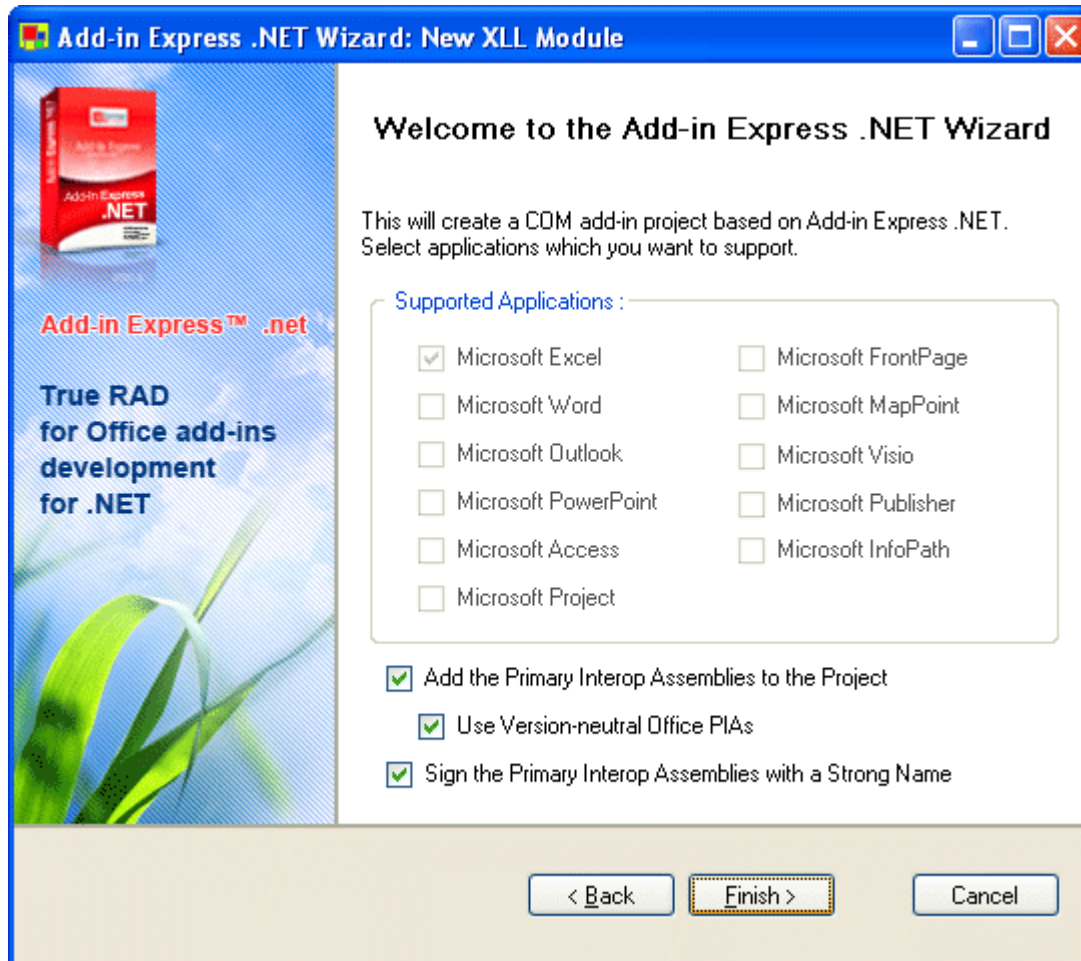 Add-in Express .NET Wizard: New XLL Module
Add-in Express
.NET
Add-in Express™ .net
True RAD
for Office add-ins
development
for .NET
Welcome to the Add-in Express .NET Wizard
This will create a COM add-in project based on Add-in Express .NET.
Select applications which you want to support.
Supported Applications :
Microsoft Excel
Microsoft FrontPage
Microsoft Word
Microsoft MapPoint
Microsoft Outlook
Microsoft Visio
Microsoft PowerPoint
Microsoft Publisher
Microsoft Access
Microsoft InfoPath
Microsoft Project
Add the Primary Interop Assemblies to the Project
Use Version-neutral Office PIAs
Sign the Primary Interop Assemblies with a Strong Name
< Back
Finish >
Cancel